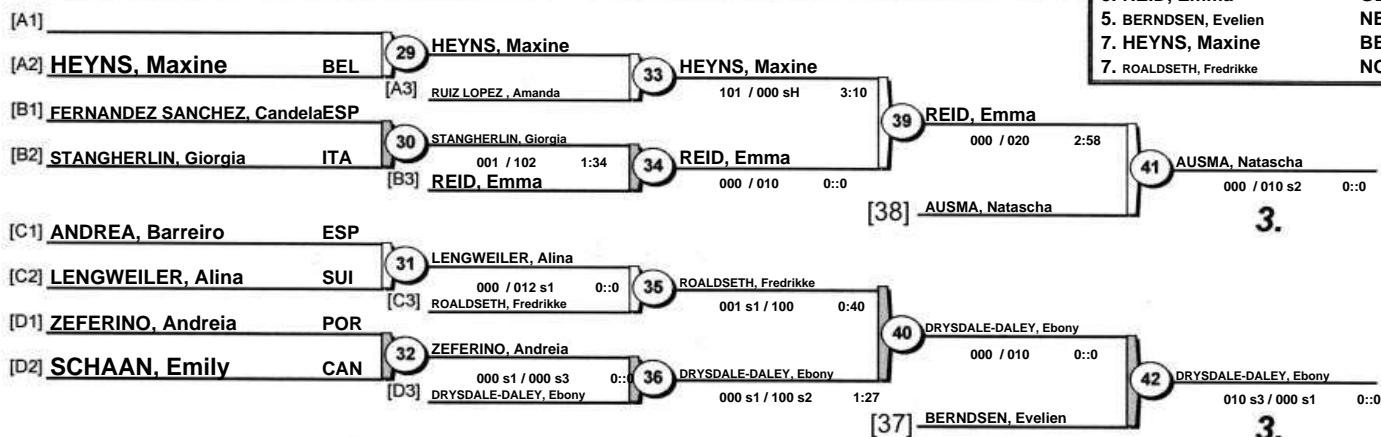 5. BERNDSEN, Evelien
7. HEYNS, Maxine
7. ROALDSETH, Fredrikke
[A1]
[A2] HEYNS, Maxine BEL
29
HEYNS, Maxine
[A3] RUIZ LOPEZ , Amanda
33
HEYNS, Maxine
101 / 000 sH 3:10
[B1] FERNANDEZ SANCHEZ, Candela ESP
[B2] STANGHERLIN, Giorgia ITA
30
STANGHERLIN, Giorgia
001 / 102 1:34
[B3] REID, Emma
34
REID, Emma
000 / 010 0::0
39
REID, Emma
000 / 020 2:58
[38] AUSMA, Natascha
41
AUSMA, Natascha
000 / 010 s2 0::0
3.
[C1] ANDREA, Barreiro ESP
[C2] LENGWEILER, Alina SUI
31
LENGWEILER, Alina
000 / 012 s1 0::0
[C3] ROALDSETH, Fredrikke
35
ROALDSETH, Fredrikke
001 s1 / 100 0:40
[D1] ZEFERINO, Andreia POR
[D2] SCHAAN, Emily CAN
32
ZEFERINO, Andreia
000 s1 / 000 s3 0::0
[D3] DRYSDALE-DALEY, Ebony
36
DRYSDALE-DALEY, Ebony
000 s1 / 100 s2 1:27
40
DRYSDALE-DALEY, Ebony
000 / 010 0::0
[37] BERNDSEN, Evelien
42
DRYSDALE-DALEY, Ebony
010 s3 / 000 s1 0::0
3.